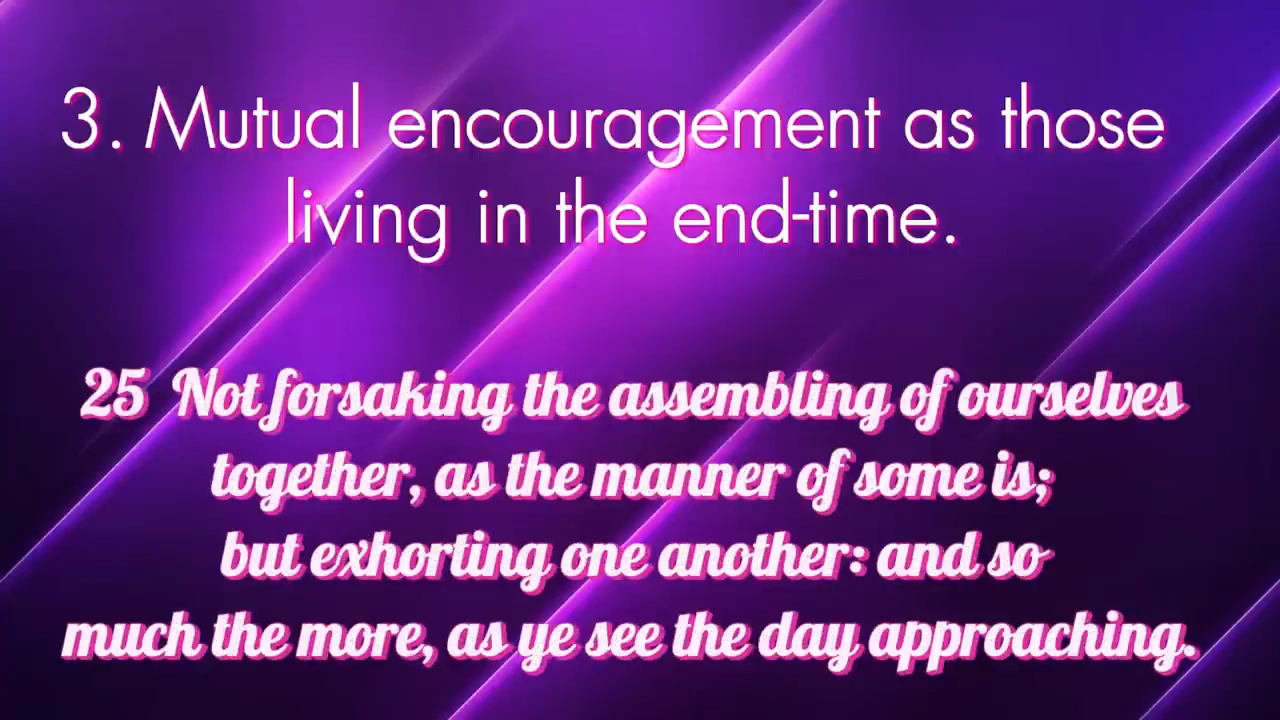 3. Mutual encouragement as those
living in the end-time.
25 Not forsaking the assembling of ourselves
together, as the manner of some is;
but exhorting one another: and so
much the more, as ye see the day approaching.